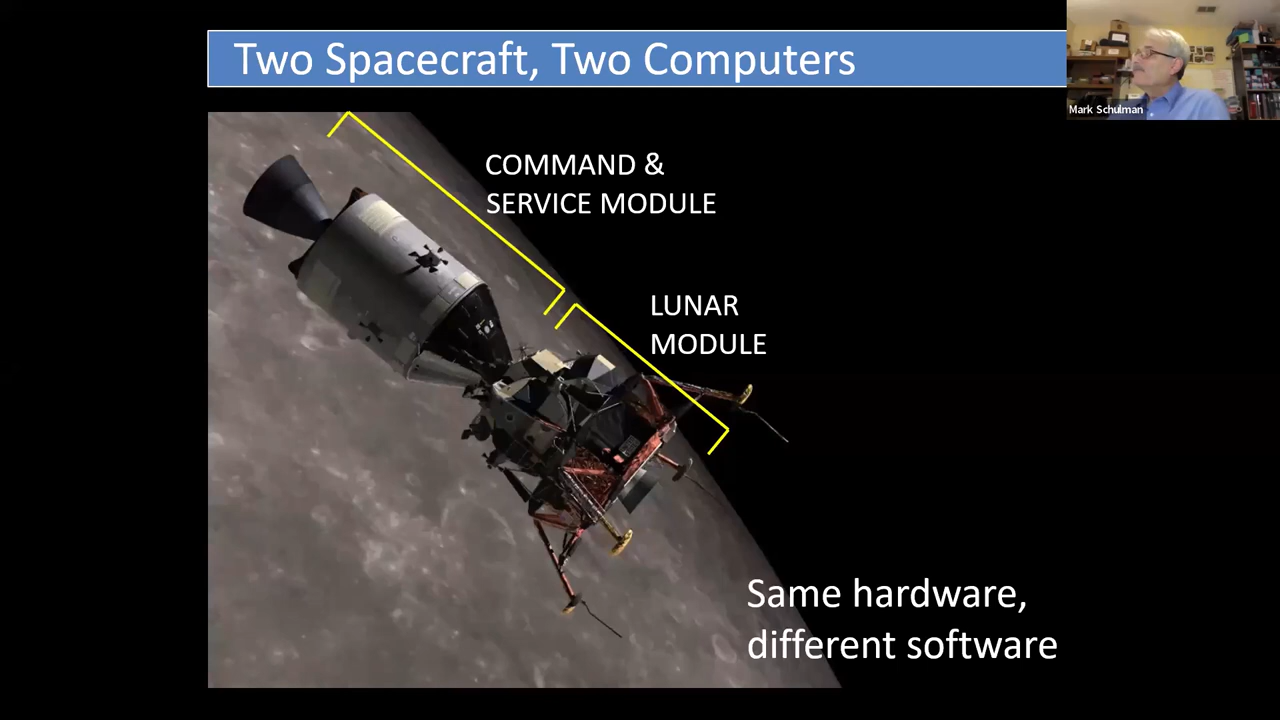 Two Spacecraft, Two Computers
Mark Schulman
COMMAND &
SERVICE MODULE
LUNAR
MODULE
Same hardware,
different software